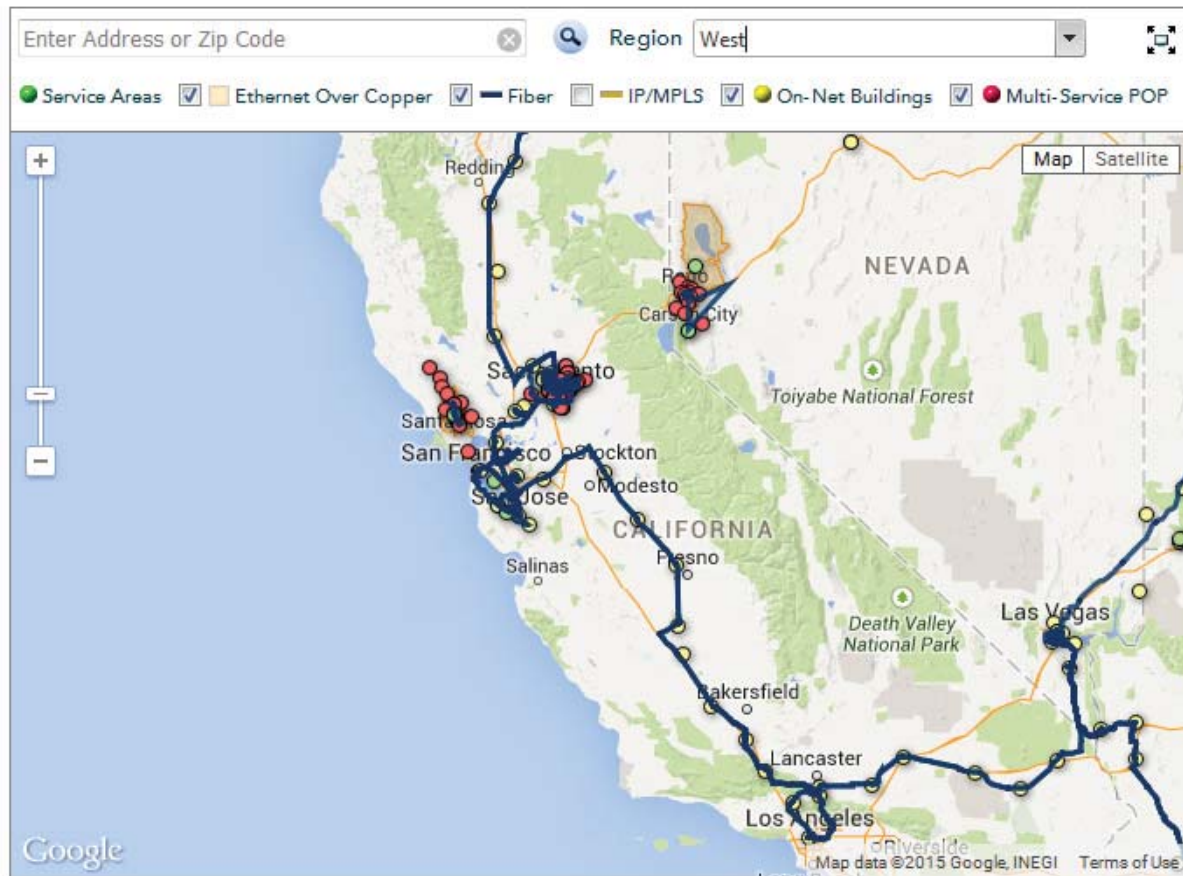 Enter Address or Zip Code
Region West
Service Areas Ethernet Over Copper Fiber IP/MPLS On-Net Buildings Multi-Service POP
Map Satellite
Redding
NEVADA
Reno
Carson City
Sacramento
Toiyabe National Forest
Santa Rosa
San Francisco
Stockton
San Jose
Modesto
CALIFORNIA
Fresno
Salinas
Las Vegas
Death Valley
National Park
Bakersfield
Lancaster
Los Angeles
Riverside
Google
Map data ©2015 Google, INEGI Terms of Use